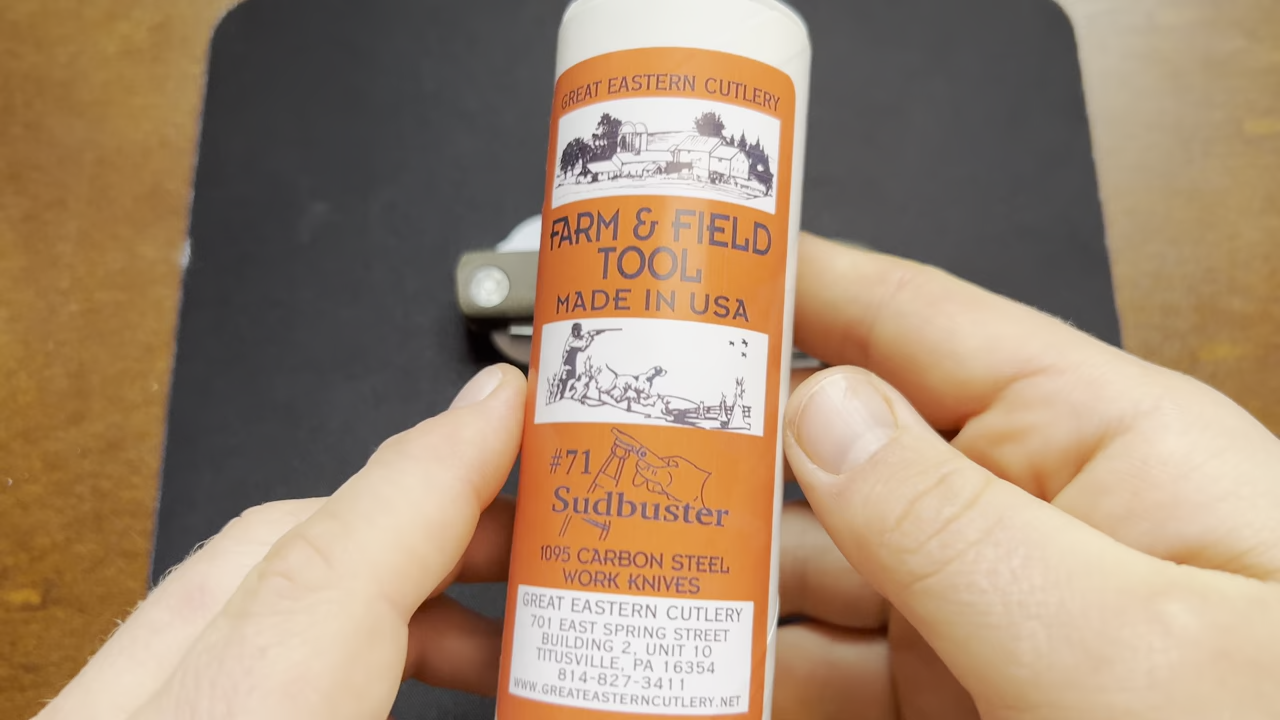 GREAT EASTERN CUTLERY
FARM & FIELD
TOOL
MADE IN USA
#71
Sudbuster
1095 CARBON STEEL
WORK KNIVES
GREAT EASTERN CUTLERY
701 EAST SPRING STREET
BUILDING 2, UNIT 10
TITUSVILLE, PA 16354
814-827-3411
WWW.GREATEASTERNCUTLERY.NET